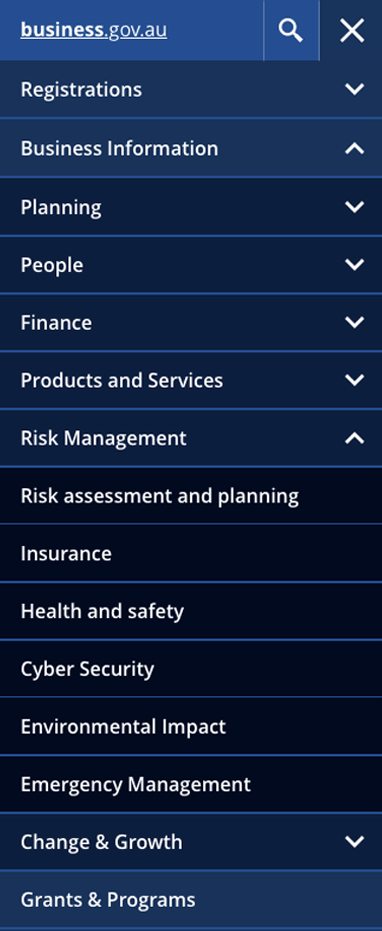 business.gov.au
Registrations
Business Information
Planning
People
Finance
Products and Services
Risk Management
Risk assessment and planning
Insurance
Health and safety
Cyber Security
Environmental Impact
Emergency Management
Change & Growth
Grants & Programs